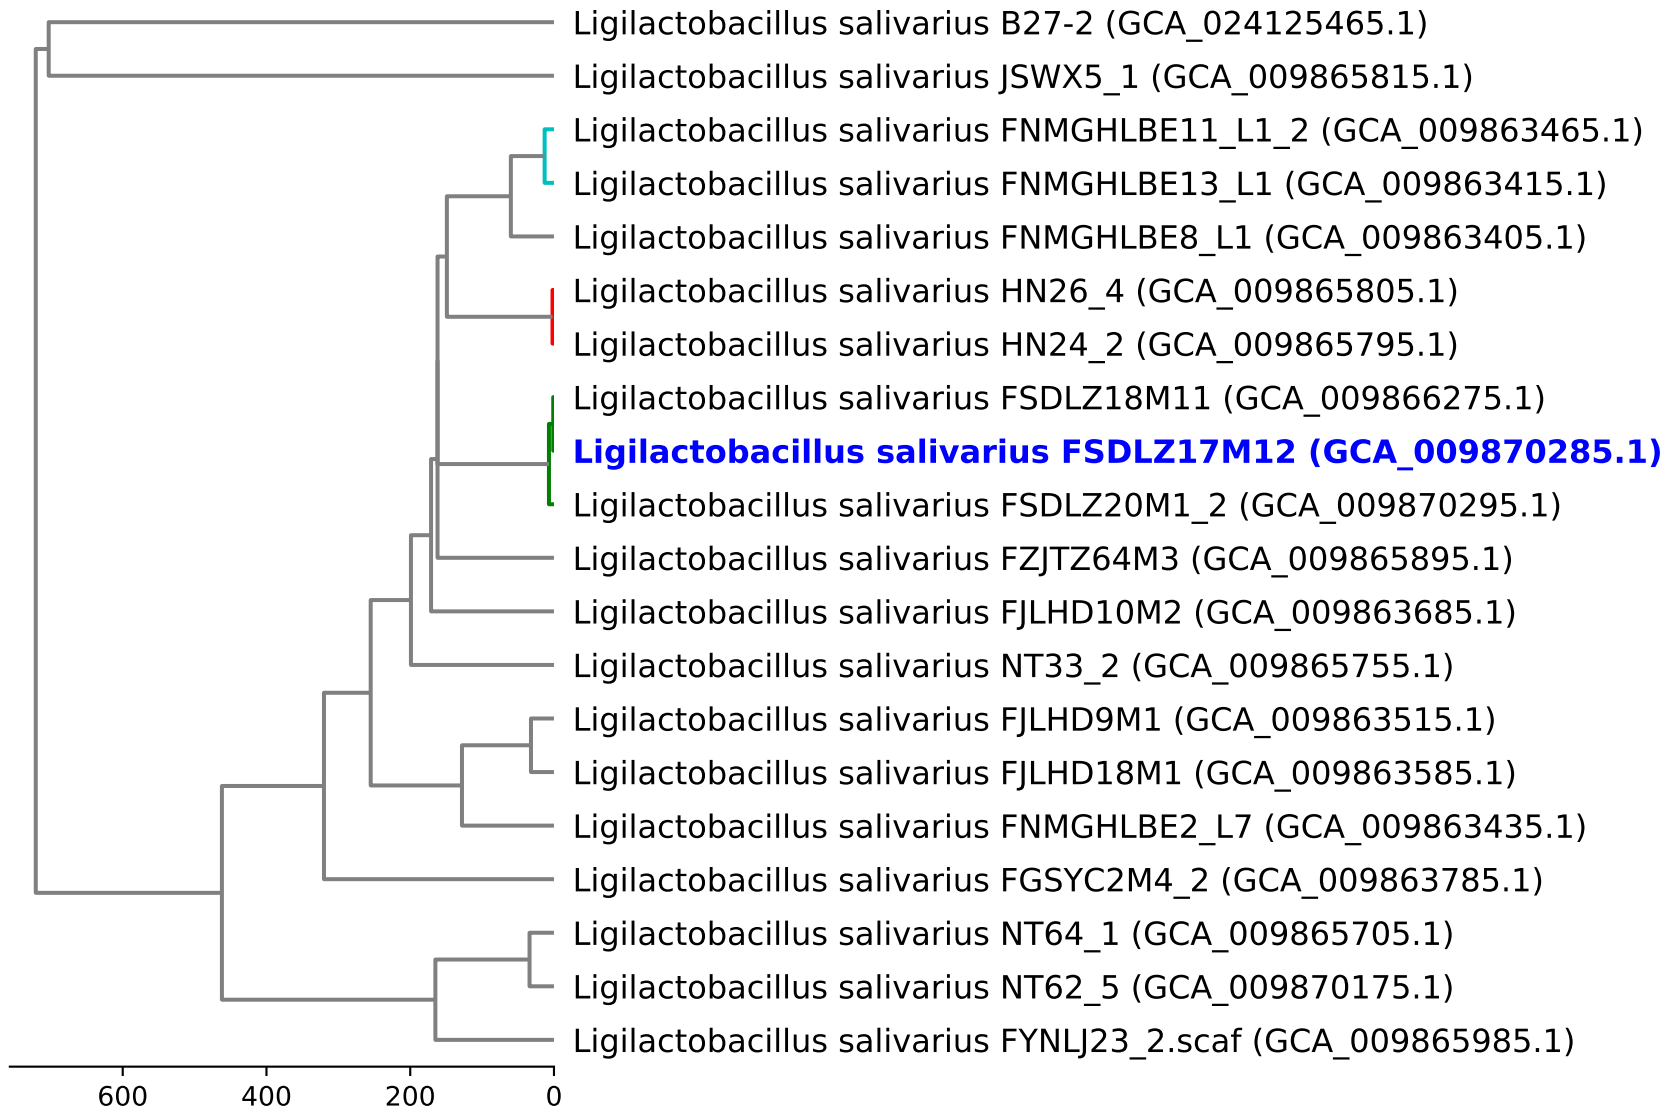 Ligilactobacillus salivarius B27-2 (GCA_024125465.1)
Ligilactobacillus salivarius JSWX5_1 (GCA_009865815.1)
Ligilactobacillus salivarius FNMGHLBE11_L1_2 (GCA_009863465.1)
Ligilactobacillus salivarius FNMGHLBE13_L1 (GCA_009863415.1)
Ligilactobacillus salivarius FNMGHLBE8_L1 (GCA_009863405.1)
Ligilactobacillus salivarius HN26_4 (GCA_009865805.1)
Ligilactobacillus salivarius HN24_2 (GCA_009865795.1)
Ligilactobacillus salivarius FSDLZ18M11 (GCA_009866275.1)
Ligilactobacillus salivarius FSDLZ17M12 (GCA_009870285.1)
Ligilactobacillus salivarius FSDLZ20M1_2 (GCA_009870295.1)
Ligilactobacillus salivarius FZJTZ64M3 (GCA_009865895.1)
Ligilactobacillus salivarius FJLHD10M2 (GCA_009863685.1)
Ligilactobacillus salivarius NT33_2 (GCA_009865755.1)
Ligilactobacillus salivarius FJLHD9M1 (GCA_009863515.1)
Ligilactobacillus salivarius FJLHD18M1 (GCA_009863585.1)
Ligilactobacillus salivarius FNMGHLBE2_L7 (GCA_009863435.1)
Ligilactobacillus salivarius FGSYC2M4_2 (GCA_009863785.1)
Ligilactobacillus salivarius NT64_1 (GCA_009865705.1)
Ligilactobacillus salivarius NT62_5 (GCA_009870175.1)
Ligilactobacillus salivarius FYNLJ23_2.scaf (GCA_009865985.1)
600 400 200 0